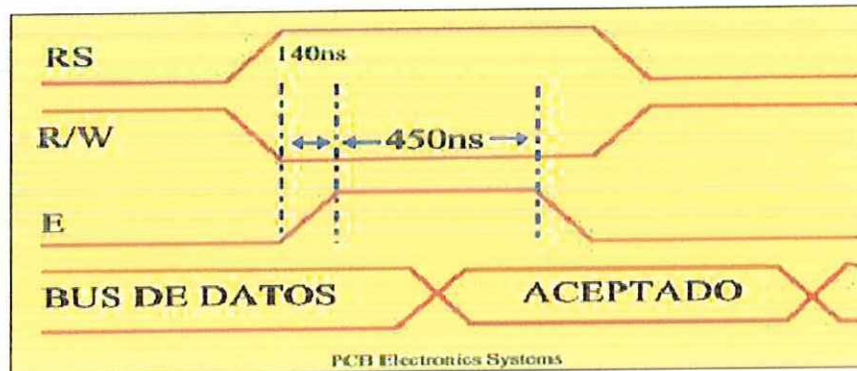 RS
140ns
R/W
450ns
E
BUS DE DATOS
ACEPTADO
PCB Electronics Systems